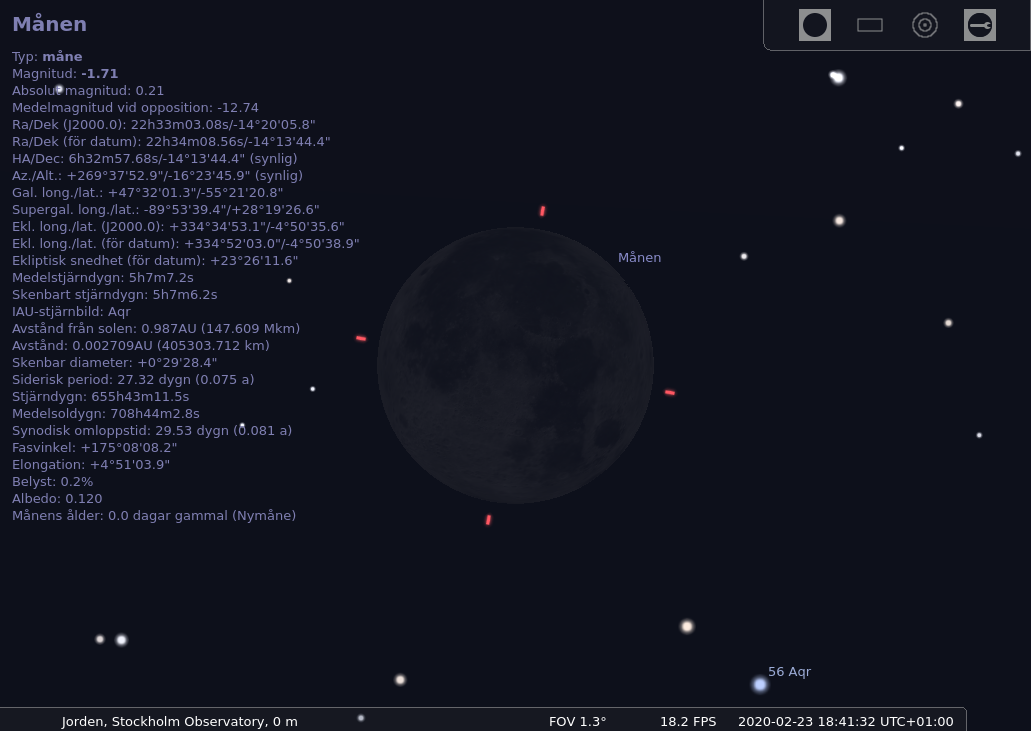 Månen
Typ: måne
Magnitud: -1.71
Absolut magnitud: 0.21
Medelmagnitud vid opposition: -12.74
Ra/Dek (J2000.0): 22h33m03.08s/-14°20'05.8"
Ra/Dek (för datum): 22h34m08.56s/-14°13'44.4"
HA/Dec: 6h32m57.68s/-14°13'44.4" (synlig)
Az./Alt.: +269°37'52.9"/-16°23'45.9" (synlig)
Gal. long./lat.: +47°32'01.3"/-55°21'20.8"
Supergal. long./lat.: -89°53'39.4"/+28°19'26.6"
Ekl. long./lat. (J2000.0): +334°34'53.1"/-4°50'35.6"
Ekl. long./lat. (för datum): +334°52'03.0"/-4°50'38.9"
Ekliptisk snedhet (för datum): +23°26'11.6"
Medelstjärndygn: 5h7m7.2s
Skenbart stjärndygn: 5h7m6.2s
IAU-stjärnbild: Aqr
Avstånd från solen: 0.987AU (147.609 Mkm)
Avstånd: 0.002709AU (405303.712 km)
Skenbar diameter: +0°29'28.4"
Siderisk period: 27.32 dygn (0.075 a)
Stjärndygn: 655h43m11.5s
Medelsoldygn: 708h44m2.8s
Synodisk omloppstid: 29.53 dygn (0.081 a)
Fasvinkel: +175°08'08.2"
Elongation: +4°51'03.9"
Belyst: 0.2%
Albedo: 0.120
Månens ålder: 0.0 dagar gammal (Nymåne)
Månen
56 Aqr
Jorden, Stockholm Observatory, 0 m FOV 1.3° 18.2 FPS 2020-02-23 18:41:32 UTC+01:00